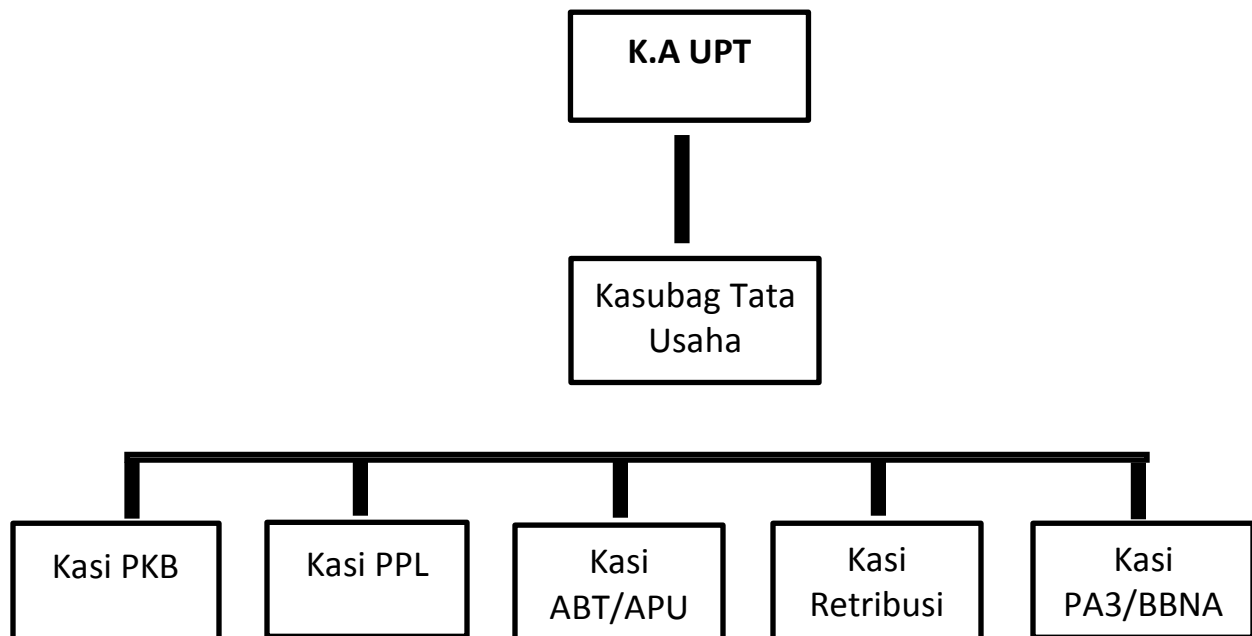 K.A UPT
Kasubag Tata
Usaha
Kasi PKB
Kasi PPL
Kasi
ABT/APU
Kasi
Retribusi
Kasi
PA3/BBNA